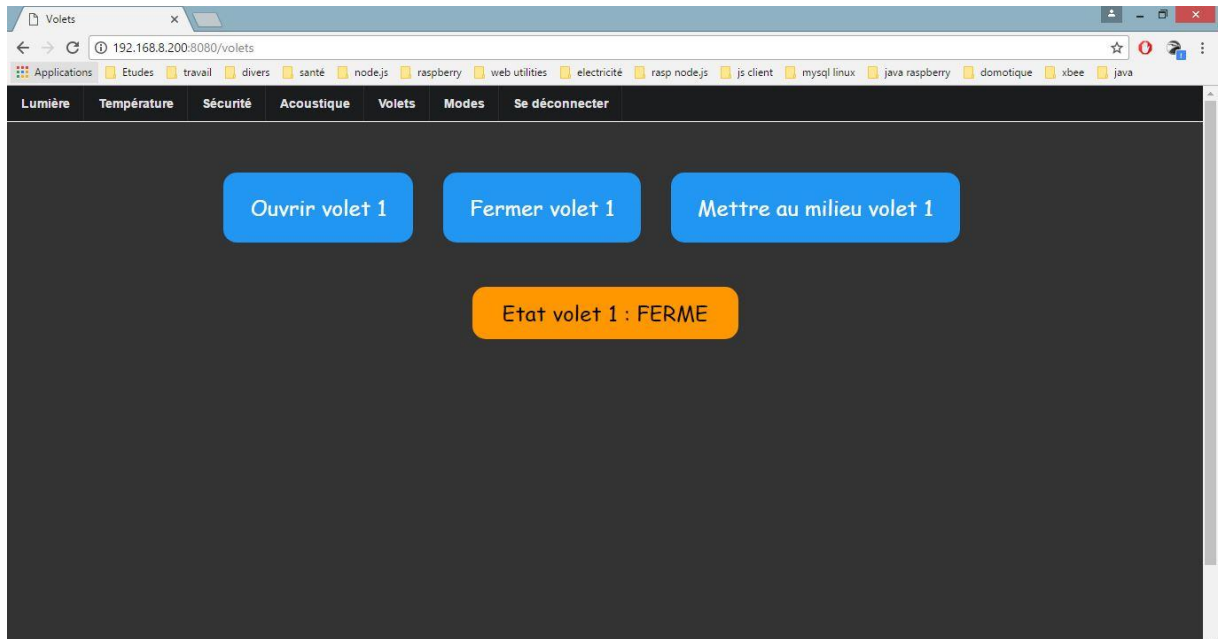 Volets
192.168.8.200:8080/volets
Applications Etudes travail divers santé node.js raspberry web utilities electricité rasp node.js js client mysql linux java raspberry domotique xbee java
Lumière Température Sécurité Acoustique Volets Modes Se déconnecter
Ouvrir volet 1 Fermer volet 1 Mettre au milieu volet 1
Etat volet 1 : FERME